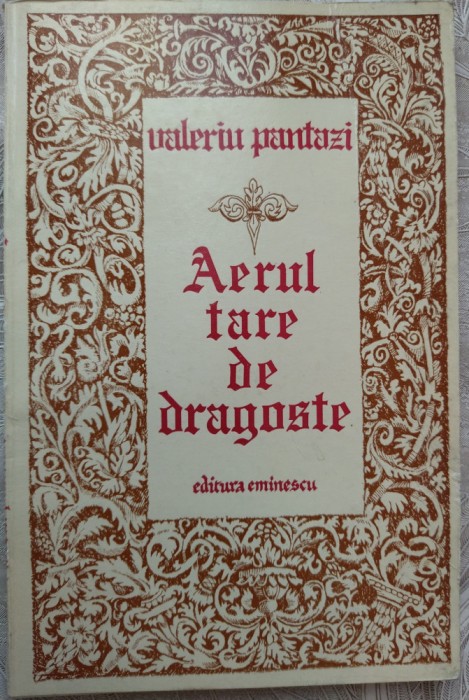 valeriu pantazi
Aerul
tare
de
dragoste
editura eminescu